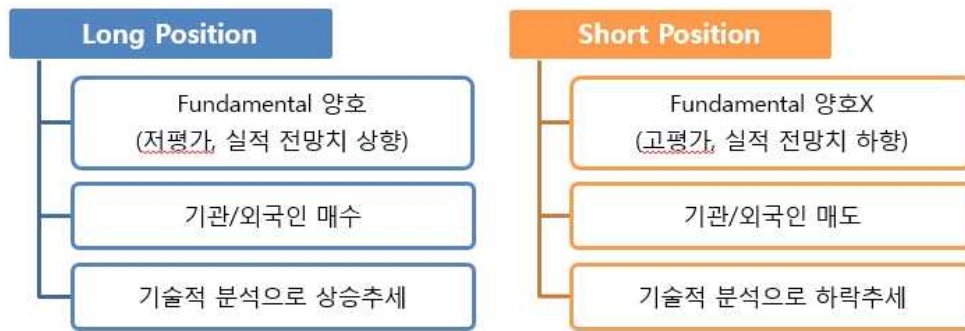 Long Position
Fundamental 양호
(저평가, 실적 전망치 상향)
기관/외국인 매수
기술적 분석으로 상승추세
Short Position
Fundamental 양호X
(고평가, 실적 전망치 하향)
기관/외국인 매도
기술적 분석으로 하락추세